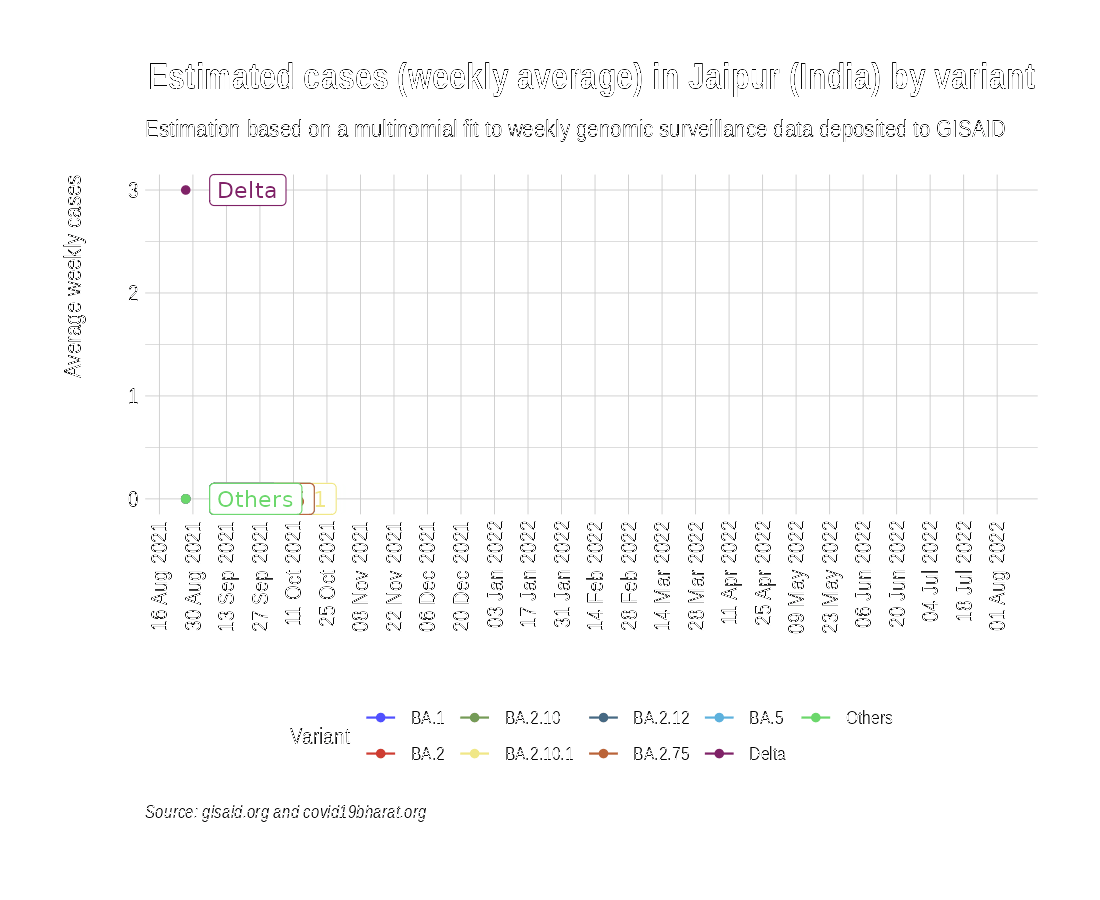 Estimated cases (weekly average) in Jaipur (India) by variant
Estimation based on a multinomial fit to weekly genomic surveillance data deposited to GISAID
Average weekly cases
3
Delta
2
1
0
Others
1
16 Aug 2021
30 Aug 2021
13 Sep 2021
27 Sep 2021
11 Oct 2021
25 Oct 2021
08 Nov 2021
22 Nov 2021
06 Dec 2021
20 Dec 2021
03 Jan 2022
17 Jan 2022
31 Jan 2022
14 Feb 2022
28 Feb 2022
14 Mar 2022
28 Mar 2022
11 Apr 2022
25 Apr 2022
09 May 2022
23 May 2022
06 Jun 2022
20 Jun 2022
04 Jul 2022
18 Jul 2022
01 Aug 2022
Variant
BA.1
BA.2.10
BA.2.12
BA.5
Others
BA.2
BA.2.10.1
BA.2.75
Delta
Source: gisaid.org and covid19bharat.org